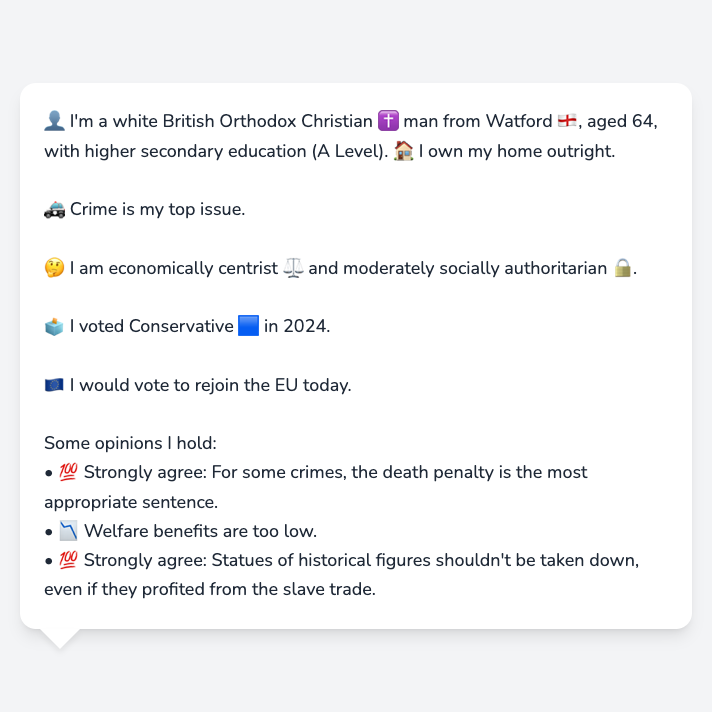 👤 I'm a white British Orthodox Christian ✝️ man from Watford 🏴󠁧󠁢󠁥󠁮󠁧󠁿, aged 64,
with higher secondary education (A Level). 🏠 I own my home outright.
🚓 Crime is my top issue.
🤔 I am economically centrist ⚖️ and moderately socially authoritarian 🔒.
🗳️ I voted Conservative 🟦 in 2024.
🇪🇺 I would vote to rejoin the EU today.
Some opinions I hold:
• 💯 Strongly agree: For some crimes, the death penalty is the most
appropriate sentence.
• 📉 Welfare benefits are too low.
• 💯 Strongly agree: Statues of historical figures shouldn't be taken down,
even if they profited from the slave trade.